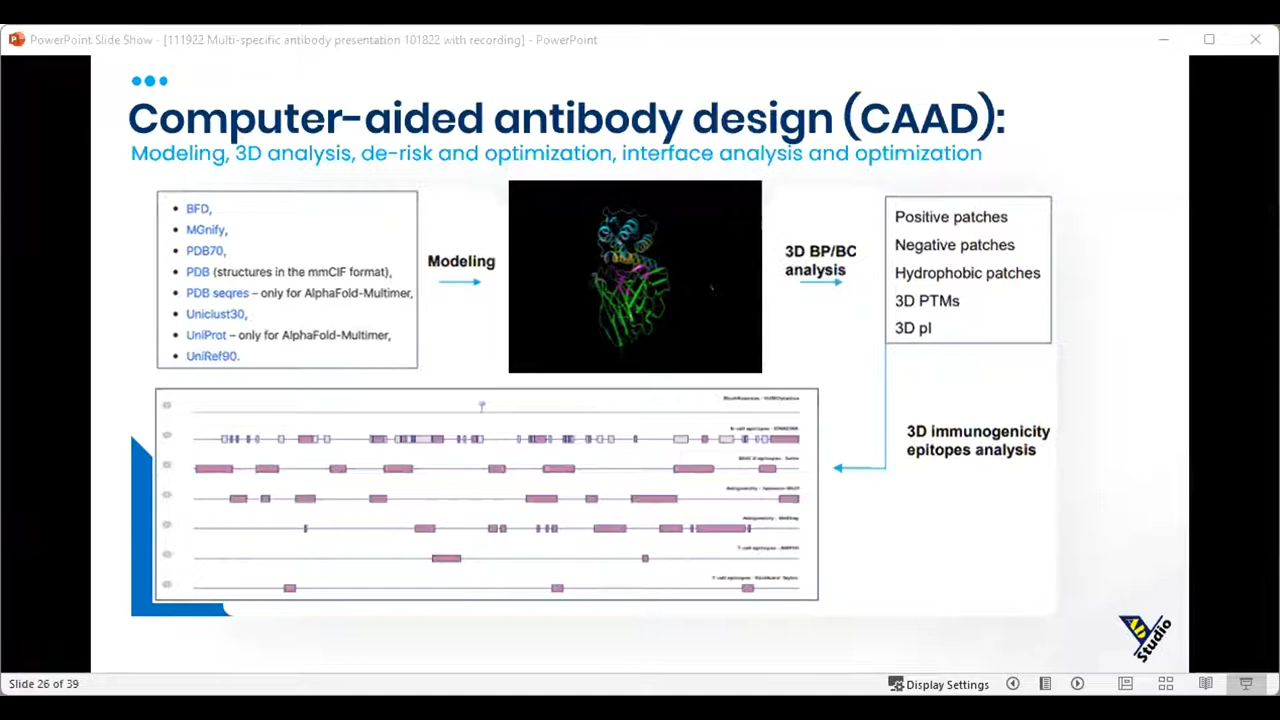 PowerPoint Slide Show - [111922 Multi-specific antibody presentation 101822 with recording] - PowerPoint
Computer-aided antibody design (CAAD):
Modeling, 3D analysis, de-risk and optimization, interface analysis and optimization
BFD,
MGnify,
PDB70,
PDB (structures in the mmCIF format),
PDB seqres – only for AlphaFold-Multimer,
Uniclust30,
UniProt – only for AlphaFold-Multimer,
UniRef90.
Modeling
3D BP/BC
analysis
Positive patches
Negative patches
Hydrophobic patches
3D PTMs
3D pI
3D immunogenicity
epitopes analysis
AD
Studio
Slide 26 of 39
Display Settings